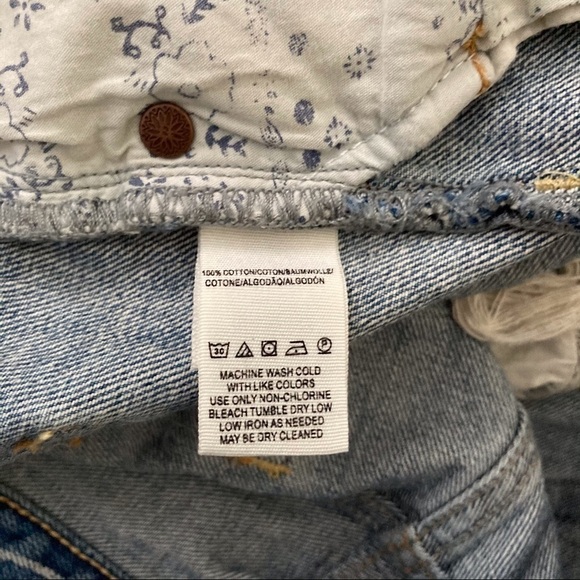 100% COTTON/COTON/BAUMWOLLE/
COTONE/ALGODÃO/ALGODÓN
30 P
MACHINE WASH COLD
WITH LIKE COLORS
USE ONLY NON-CHLORINE
BLEACH TUMBLE DRY LOW
LOW IRON AS NEEDED
MAY BE DRY CLEANED